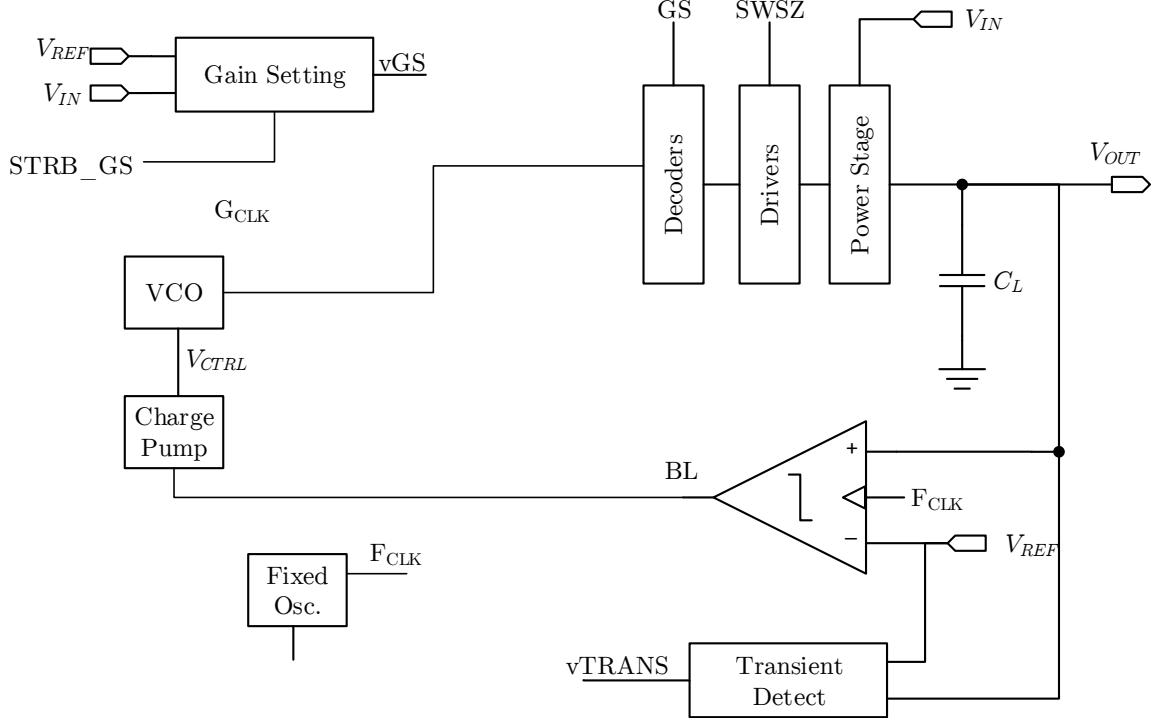 GS
SWSZ
V_IN
V_REF
V_IN
Gain Setting
vGS
STRB_GS
G_CLK
Decoders
Drivers
Power Stage
V_OUT
C_L
VCO
V_CTRL
Charge
Pump
BL
+
F_CLK
−
V_REF
Fixed
Osc.
F_CLK
vTRANS
Transient
Detect